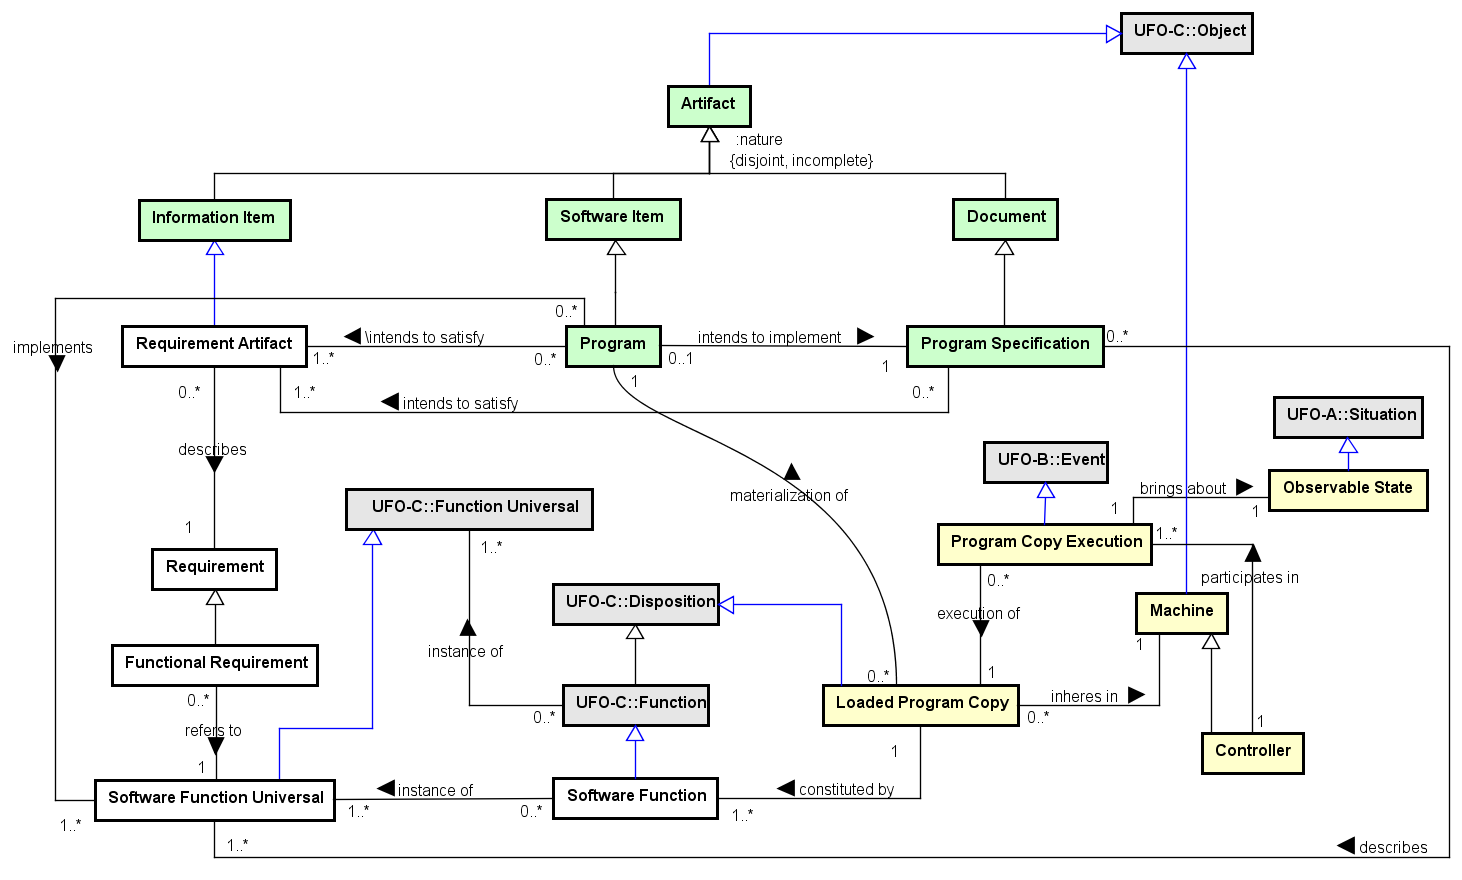 UFO-C::Object
Artifact
:nature
{disjoint, incomplete}
Information Item
Software Item
Document
0..*
implements
Requirement Artifact
\intends to satisfy
1..*
0..*
Program
0..1
intends to implement
1
Program Specification
0..*
0..*
1..*
intends to satisfy
1
0..*
describes
UFO-A::Situation
UFO-B::Event
Observable State
brings about
1
1
materialization of
UFO-C::Function Universal
1..*
1
Program Copy Execution
1..*
Requirement
UFO-C::Disposition
0..*
participates in
execution of
Machine
instance of
1
Functional Requirement
0..*
UFO-C::Function
0..*
0..*
1
Loaded Program Copy
inheres in
0..*
refers to
1
Controller
1
1
Software Function Universal
instance of
1..*
0..*
Software Function
constituted by
1..*
1..*
1..*
describes